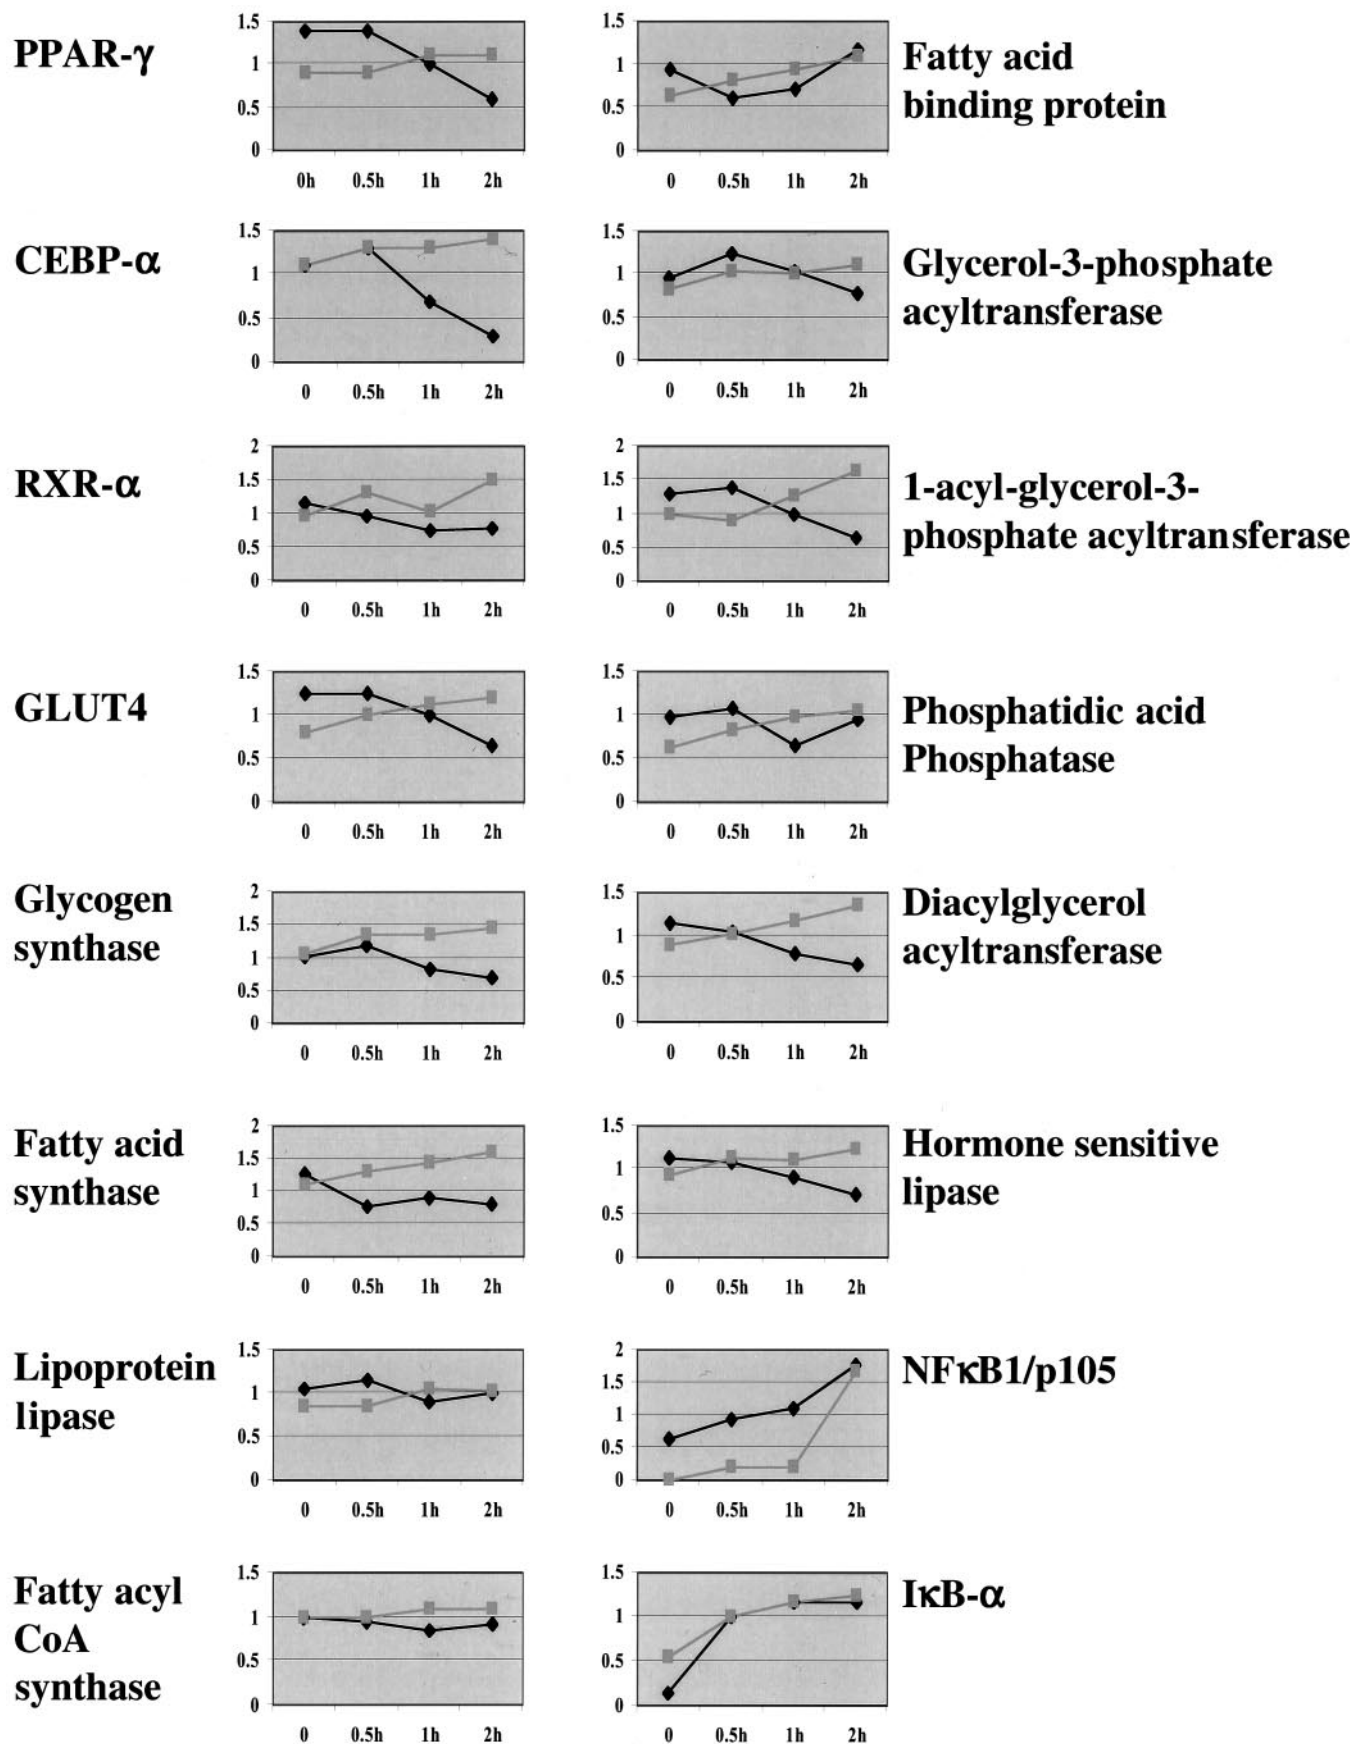 PPAR-γ
1.5
1
0.5
0
0h 0.5h 1h 2h
1.5
1
0.5
0
0 0.5h 1h 2h
Fatty acid
binding protein
CEBP-α
1.5
1
0.5
0
0 0.5h 1h 2h
1.5
1
0.5
0
0 0.5h 1h 2h
Glycerol-3-phosphate
acyltransferase
RXR-α
2
1.5
1
0.5
0
0 0.5h 1h 2h
2
1.5
1
0.5
0
0 0.5h 1h 2h
1-acyl-glycerol-3-
phosphate acyltransferase
GLUT4
1.5
1
0.5
0
0 0.5h 1h 2h
1.5
1
0.5
0
0 0.5h 1h 2h
Phosphatidic acid
Phosphatase
Glycogen
synthase
2
1.5
1
0.5
0
0 0.5h 1h 2h
1.5
1
0.5
0
0 0.5h 1h 2h
Diacylglycerol
acyltransferase
Fatty acid
synthase
2
1.5
1
0.5
0
0 0.5h 1h 2h
1.5
1
0.5
0
0 0.5h 1h 2h
Hormone sensitive
lipase
Lipoprotein
lipase
1.5
1
0.5
0
0 0.5h 1h 2h
2
1.5
1
0.5
0
0 0.5h 1h 2h
NFκB1/p105
Fatty acyl
CoA
synthase
1.5
1
0.5
0
0 0.5h 1h 2h
1.5
1
0.5
0
0 0.5h 1h 2h
IκB-α